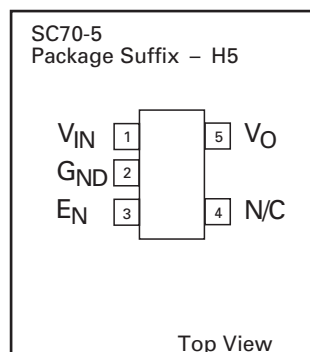 SC70-5
Package Suffix – H5
VIN 1 5 VO
GND 2
EN 3 4 N/C
Top View